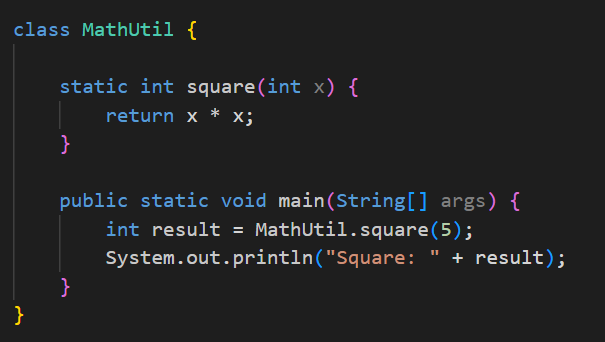 class MathUtil {
    static int square(int x) {
        return x * x;
    }
    public static void main(String[] args) {
        int result = MathUtil.square(5);
        System.out.println("Square: " + result);
    }
}